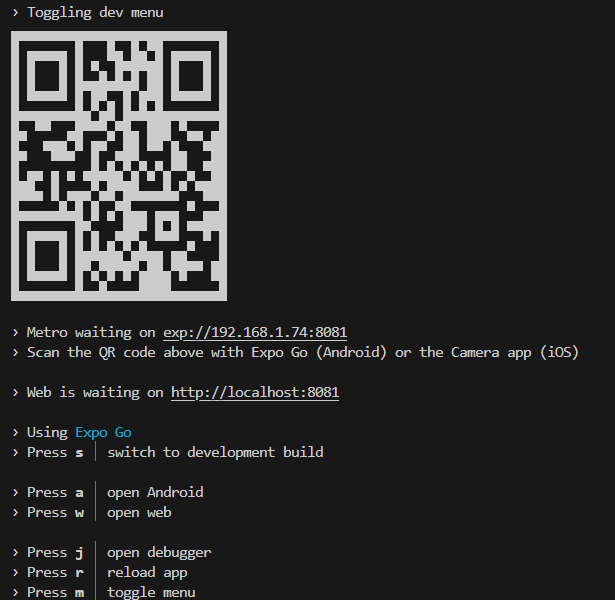 › Toggling dev menu
› Metro waiting on exp://192.168.1.74:8081
› Scan the QR code above with Expo Go (Android) or the Camera app (iOS)
› Web is waiting on http://localhost:8081
› Using Expo Go
› Press s │ switch to development build
› Press a │ open Android
› Press w │ open web
› Press j │ open debugger
› Press r │ reload app
› Press m │ toggle menu